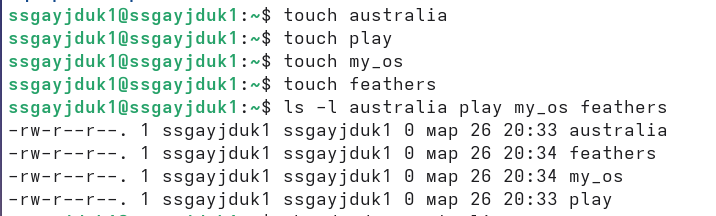 ssgayjduk1@ssgayjduk1:~$ touch australia
ssgayjduk1@ssgayjduk1:~$ touch play
ssgayjduk1@ssgayjduk1:~$ touch my_os
ssgayjduk1@ssgayjduk1:~$ touch feathers
ssgayjduk1@ssgayjduk1:~$ ls -l australia play my_os feathers
-rw-r--r--. 1 ssgayjduk1 ssgayjduk1 0 мар 26 20:33 australia
-rw-r--r--. 1 ssgayjduk1 ssgayjduk1 0 мар 26 20:34 feathers
-rw-r--r--. 1 ssgayjduk1 ssgayjduk1 0 мар 26 20:34 my_os
-rw-r--r--. 1 ssgayjduk1 ssgayjduk1 0 мар 26 20:33 play